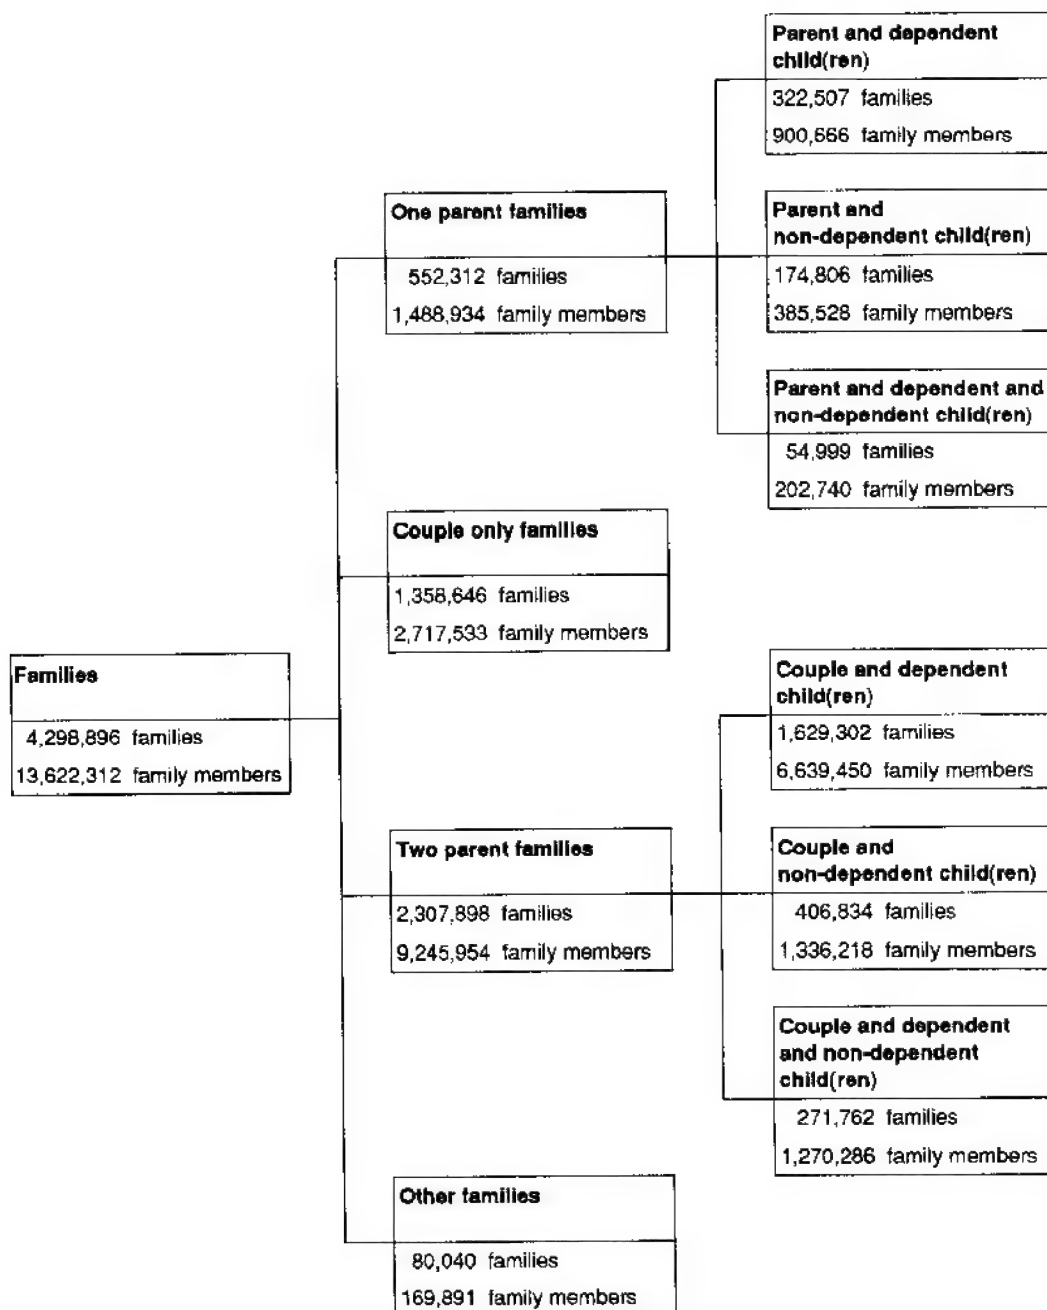 Parent and dependent
child(ren)
322,507 families
900,666 family members
One parent families
552,312 families
1,488,934 family members
Parent and
non-dependent child(ren)
174,806 families
385,528 family members
Parent and dependent and
non-dependent child(ren)
54,999 families
202,740 family members
Couple only families
1,358,646 families
2,717,533 family members
Families
4,298,896 families
13,622,312 family members
Couple and dependent
child(ren)
1,629,302 families
6,639,450 family members
Two parent families
2,307,898 families
9,245,954 family members
Couple and
non-dependent child(ren)
406,834 families
1,336,218 family members
Couple and dependent
and non-dependent
child(ren)
271,762 families
1,270,286 family members
Other families
80,040 families
169,891 family members